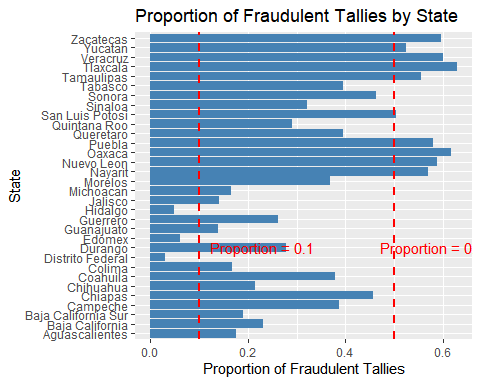 Proportion of Fraudulent Tallies by State
Zacatecas
Yucatan
Veracruz
Tlaxcala
Tamaulipas
Tabasco
Sonora
Sinaloa
San Luis Potosi
Quintana Roo
Queretaro
Puebla
Oaxaca
Nuevo Leon
Nayarit
Morelos
Michoacan
Jalisco
Hidalgo
Guerrero
Guanajuato
Edomex
Durango
Distrito Federal
Colima
Coahuila
Chihuahua
Chiapas
Campeche
Baja California Sur
Baja California
Aguascalientes
State
Proportion = 0.1
Proportion = 0
0.0 0.2 0.4 0.6
Proportion of Fraudulent Tallies